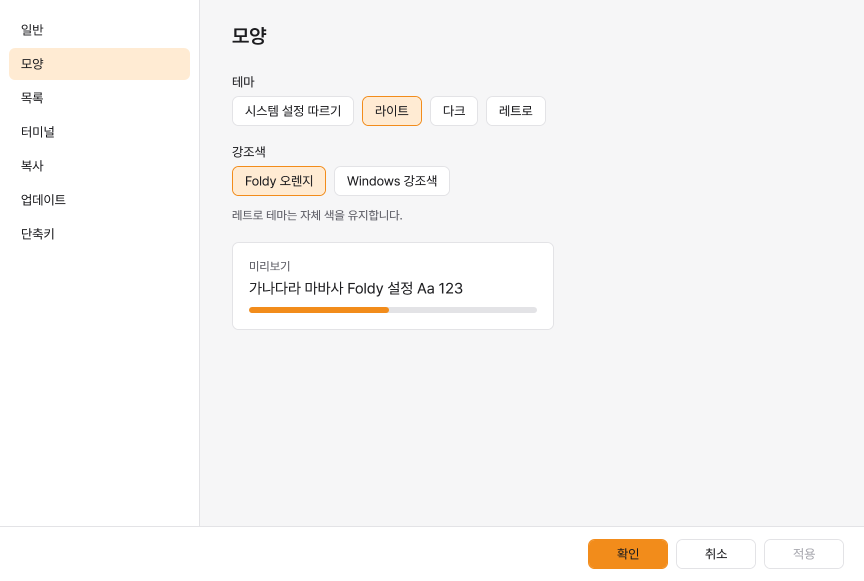 일반
모양
목록
터미널
복사
업데이트
단축키
모양
테마
시스템 설정 따르기 라이트 다크 레트로
강조색
Foldy 오렌지 Windows 강조색
레트로 테마는 자체 색을 유지합니다.
미리보기
가나다라 마바사 Foldy 설정 Aa 123
확인 취소 적용